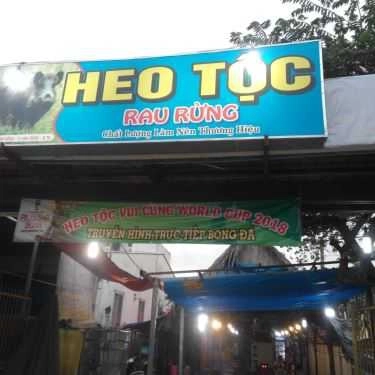 HEO TỘC
RAU RỪNG
Chất Lượng Làm Nên Thương Hiệu
HEO TỘC VUI CÙNG WORLD CUP 2018
TRUYỀN HÌNH TRỰC TIẾP BÓNG ĐÁ